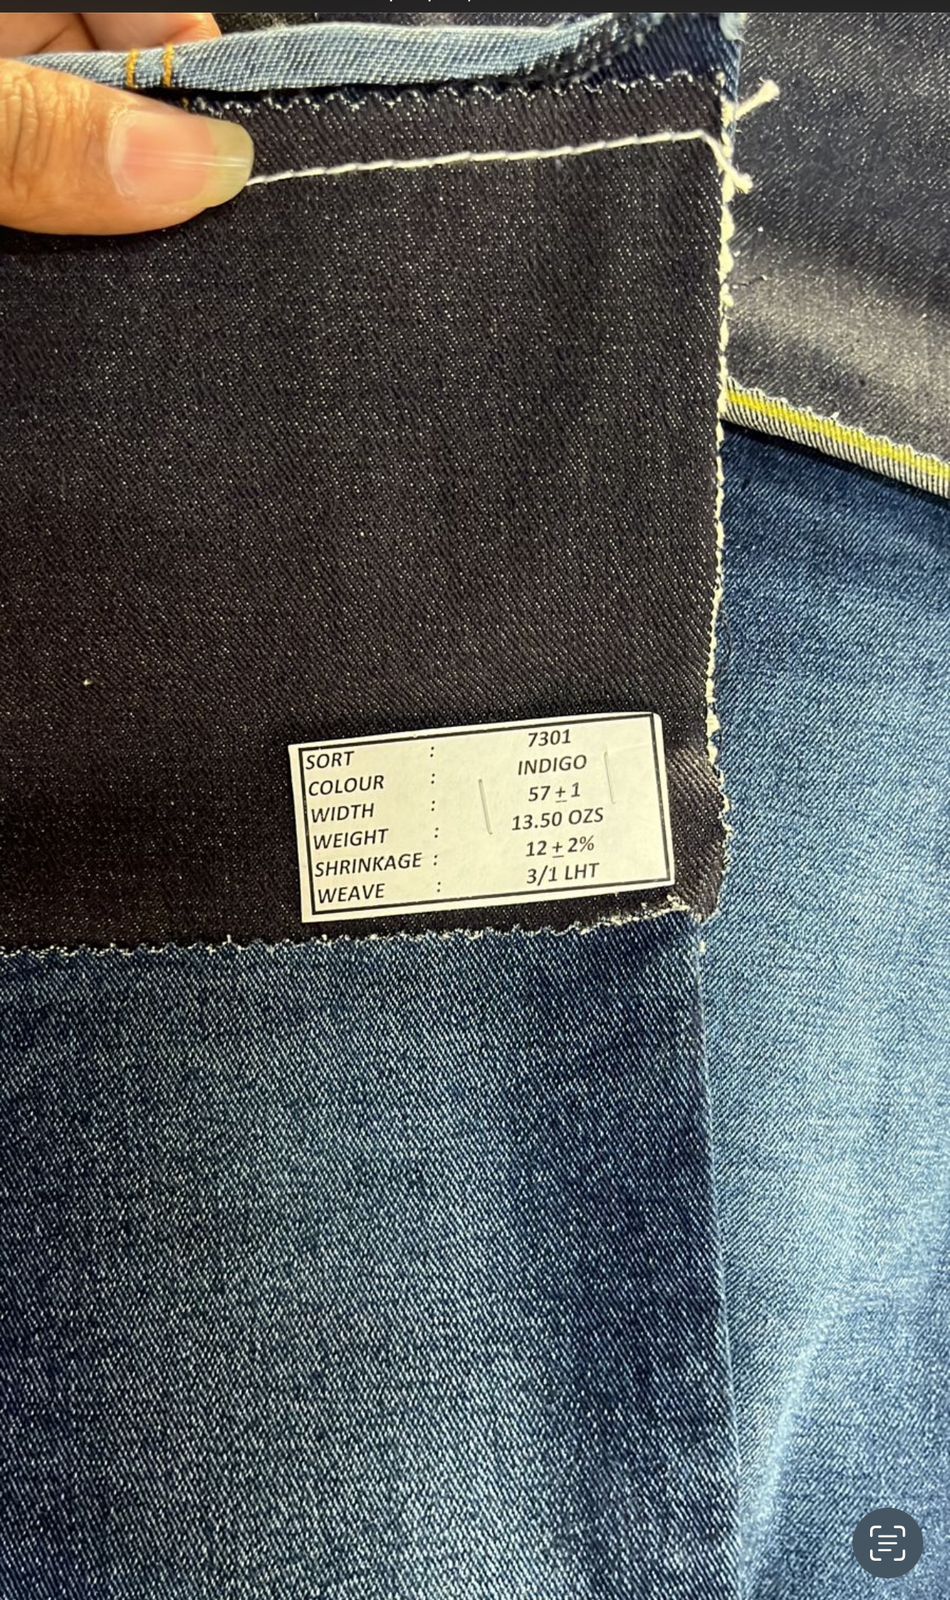 SORT : 7301
COLOUR : INDIGO
WIDTH : 57 ± 1
WEIGHT : 13.50 OZS
SHRINKAGE : 12 ± 2%
WEAVE : 3/1 LHT